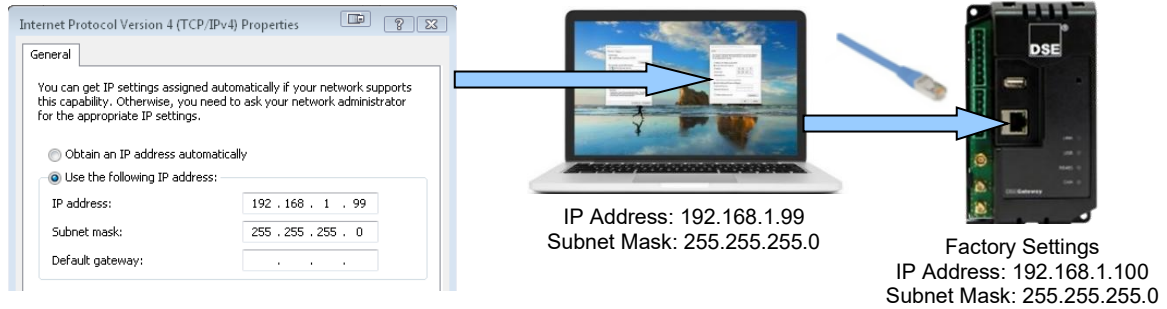 Internet Protocol Version 4 (TCP/IPv4) Properties
General
You can get IP settings assigned automatically if your network supports
this capability. Otherwise, you need to ask your network administrator
for the appropriate IP settings.
Obtain an IP address automatically
Use the following IP address:
IP address: 192 . 168 . 1 . 99
Subnet mask: 255 . 255 . 255 . 0
Default gateway: . . .
IP Address: 192.168.1.99
Subnet Mask: 255.255.255.0
DSE
Factory Settings
IP Address: 192.168.1.100
Subnet Mask: 255.255.255.0